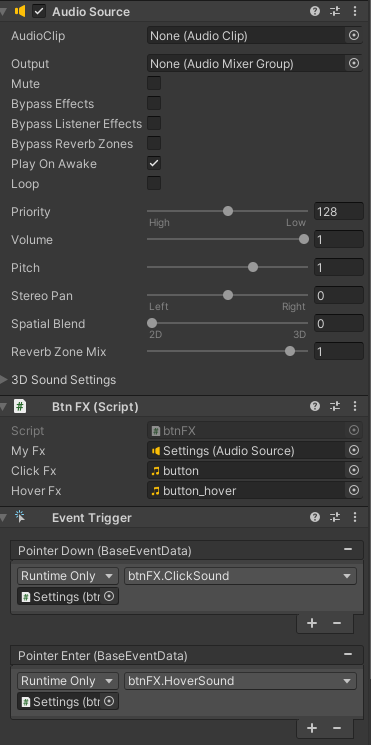 Audio Source
AudioClip None (Audio Clip)
Output None (Audio Mixer Group)
Mute
Bypass Effects
Bypass Listener Effects
Bypass Reverb Zones
Play On Awake
Loop
Priority 128
High Low
Volume 1
Pitch 1
Stereo Pan 0
Left Right
Spatial Blend 0
2D 3D
Reverb Zone Mix 1
3D Sound Settings
# Btn FX (Script)
Script # btnFX
My Fx Settings (Audio Source)
Click Fx button
Hover Fx button_hover
Event Trigger
Pointer Down (BaseEventData)
Runtime Only btnFX.ClickSound
# Settings (btn
Pointer Enter (BaseEventData)
Runtime Only btnFX.HoverSound
# Settings (btn